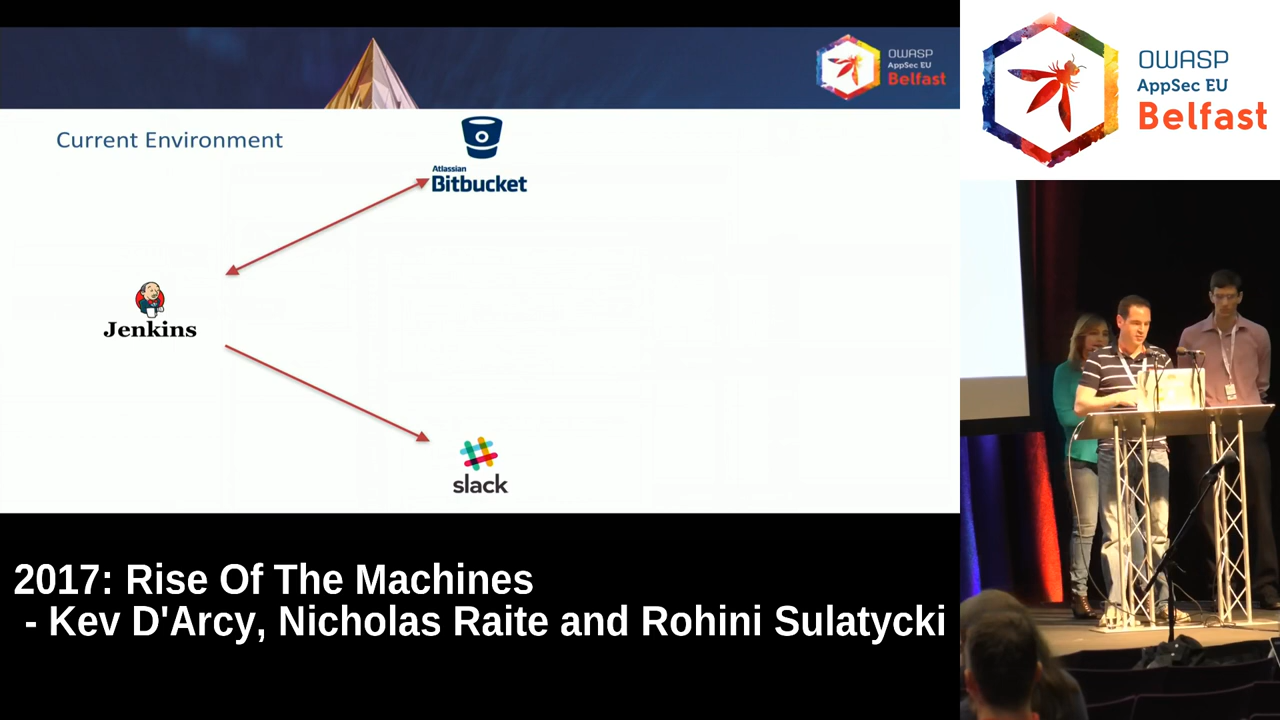 OWASP
AppSec EU
Belfast
Current Environment
Atlassian
Bitbucket
Jenkins
slack
2017: Rise Of The Machines
- Kev D'Arcy, Nicholas Raite and Rohini Sulatycki
OWASP
AppSec EU
Belfast